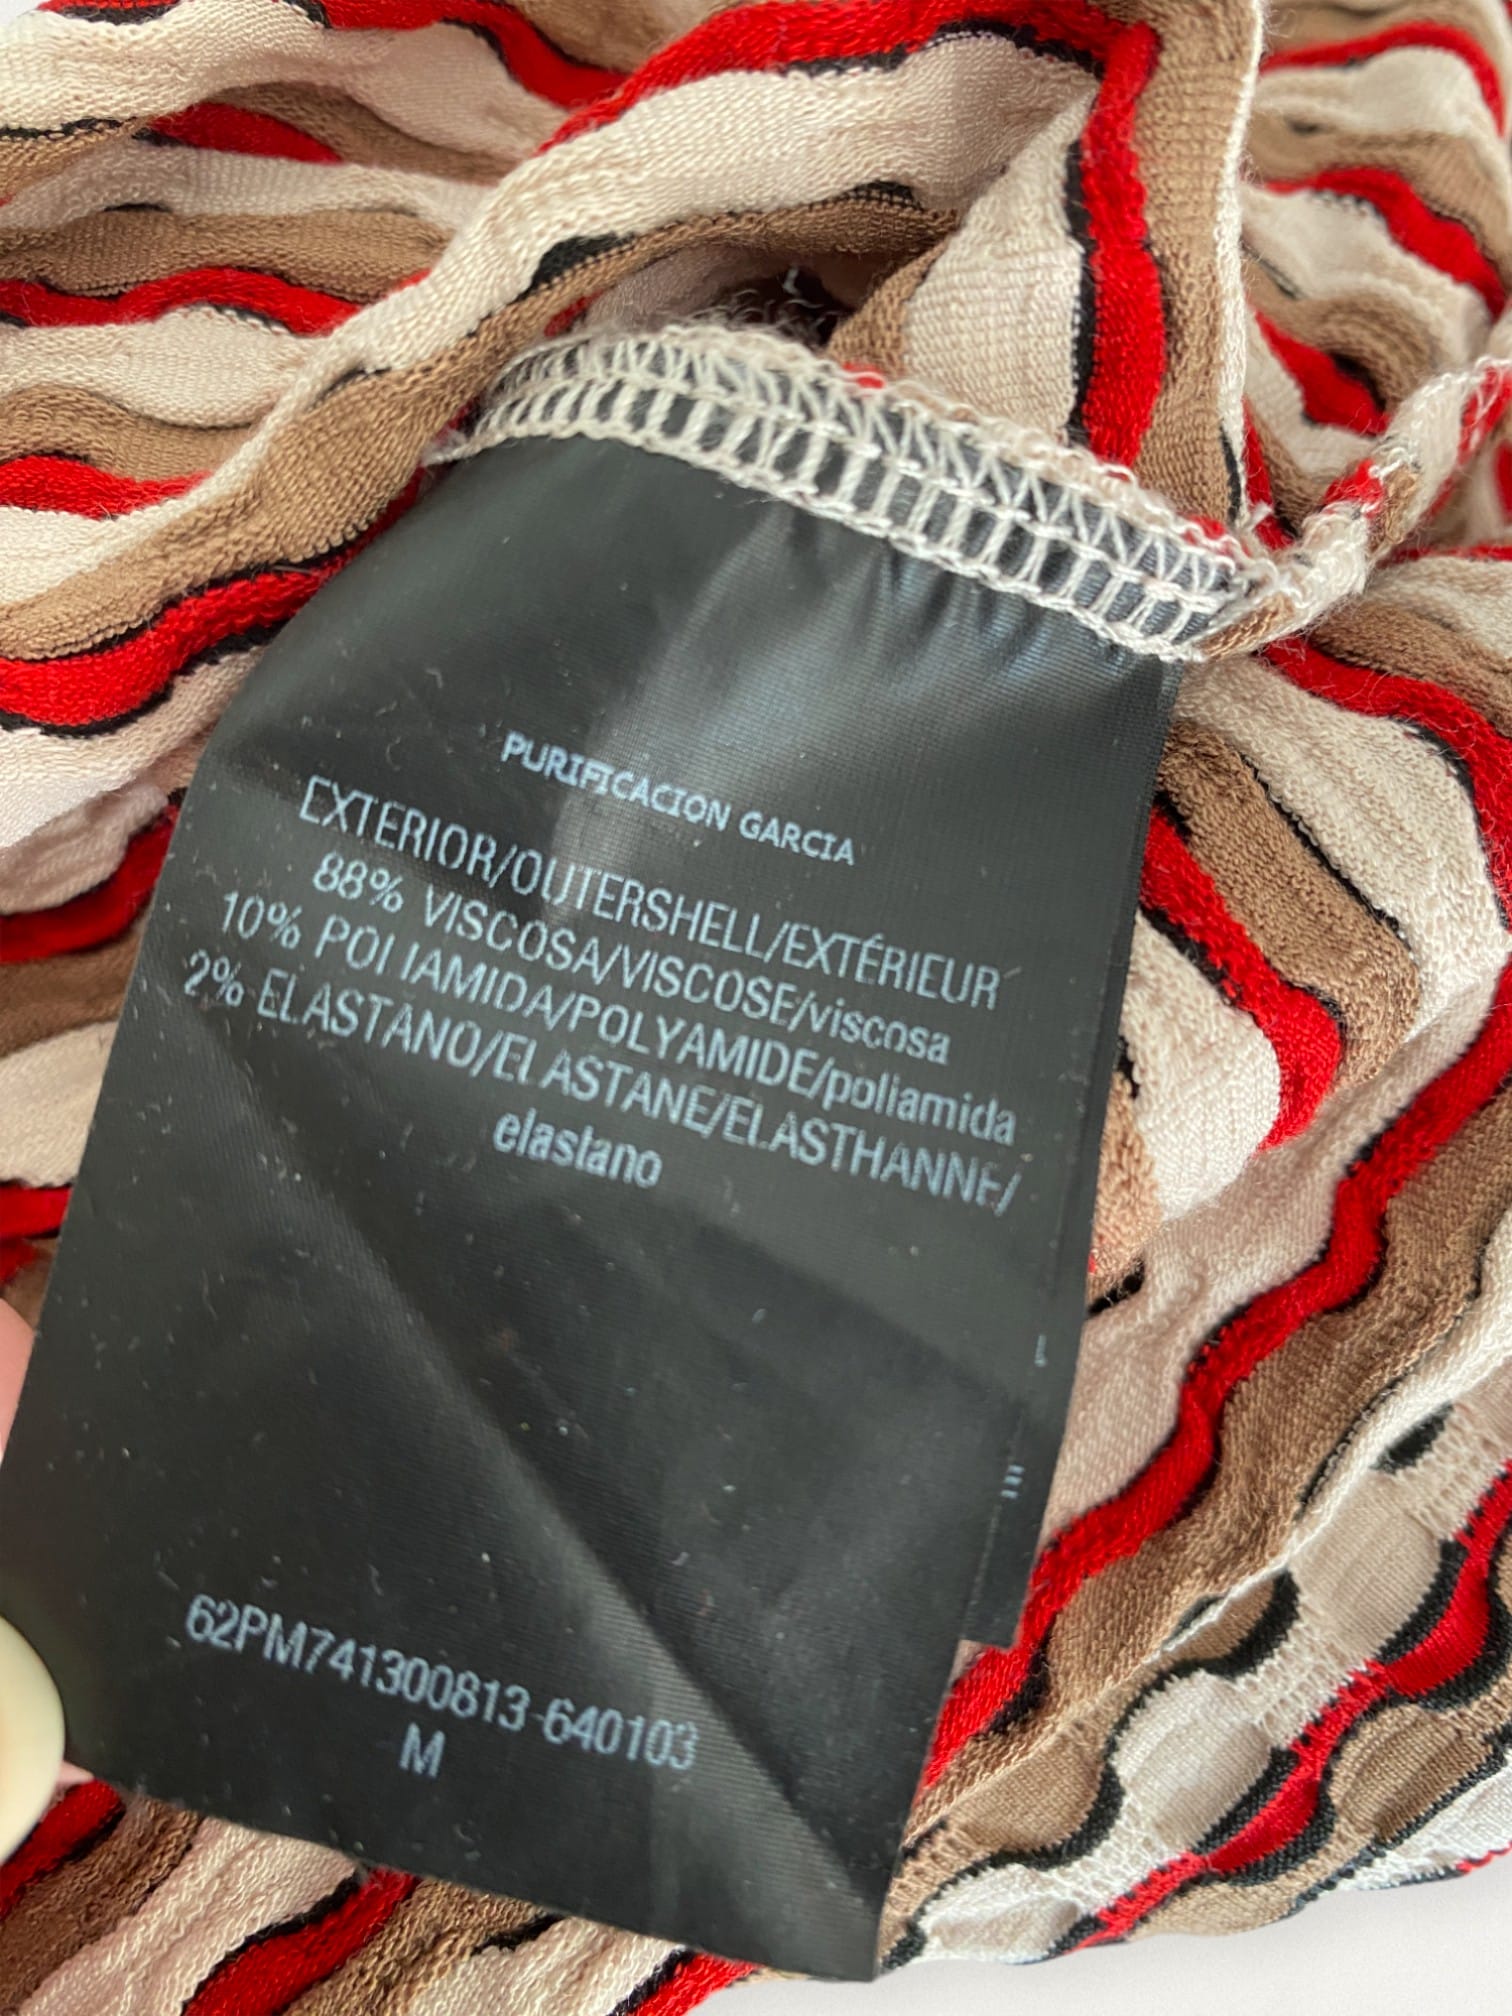 PURIFICACION GARCIA
EXTERIOR/OUTERSHELL/EXTÉRIEUR
88% VISCOSA/VISCOSE/viscosa
10% POLIAMIDA/POLYAMIDE/poliamida
2% ELASTANO/ELASTANE/ELASTHANNE/
elastano
62PM741300813-640103
M